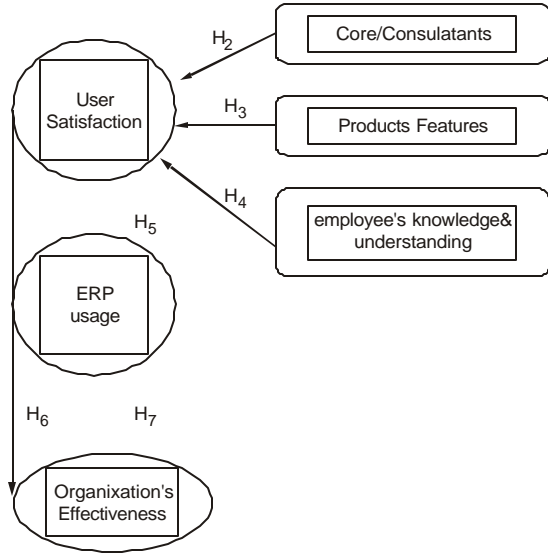 H2
Core/Consulatants
User
Satisfaction
H3
Products Features
H4
employee's knowledge&
understanding
H5
ERP
usage
H6
H7
Organixation's
Effectiveness